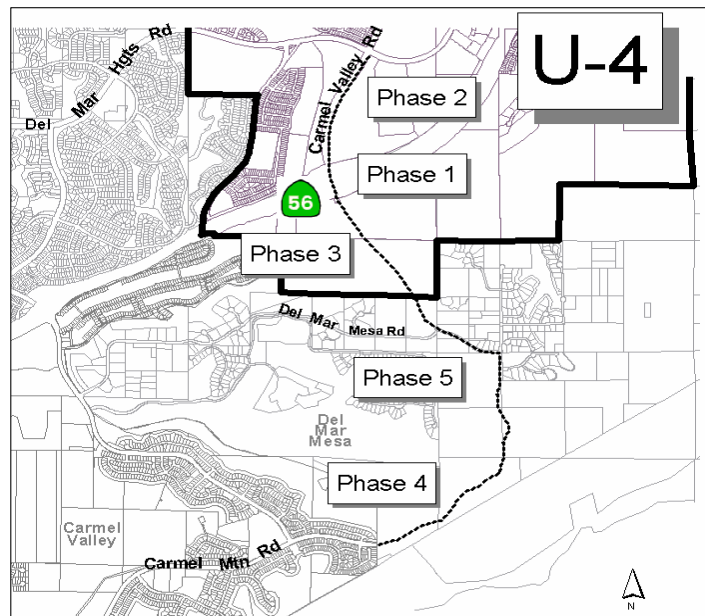 U-4
Del Mar Hgts Rd
Carmel Valley Rd
Phase 2
Phase 1
56
Phase 3
Del Mar Mesa Rd
Phase 5
Del
Mar
Mesa
Phase 4
Carmel
Valley
Carmel Mtn Rd
N